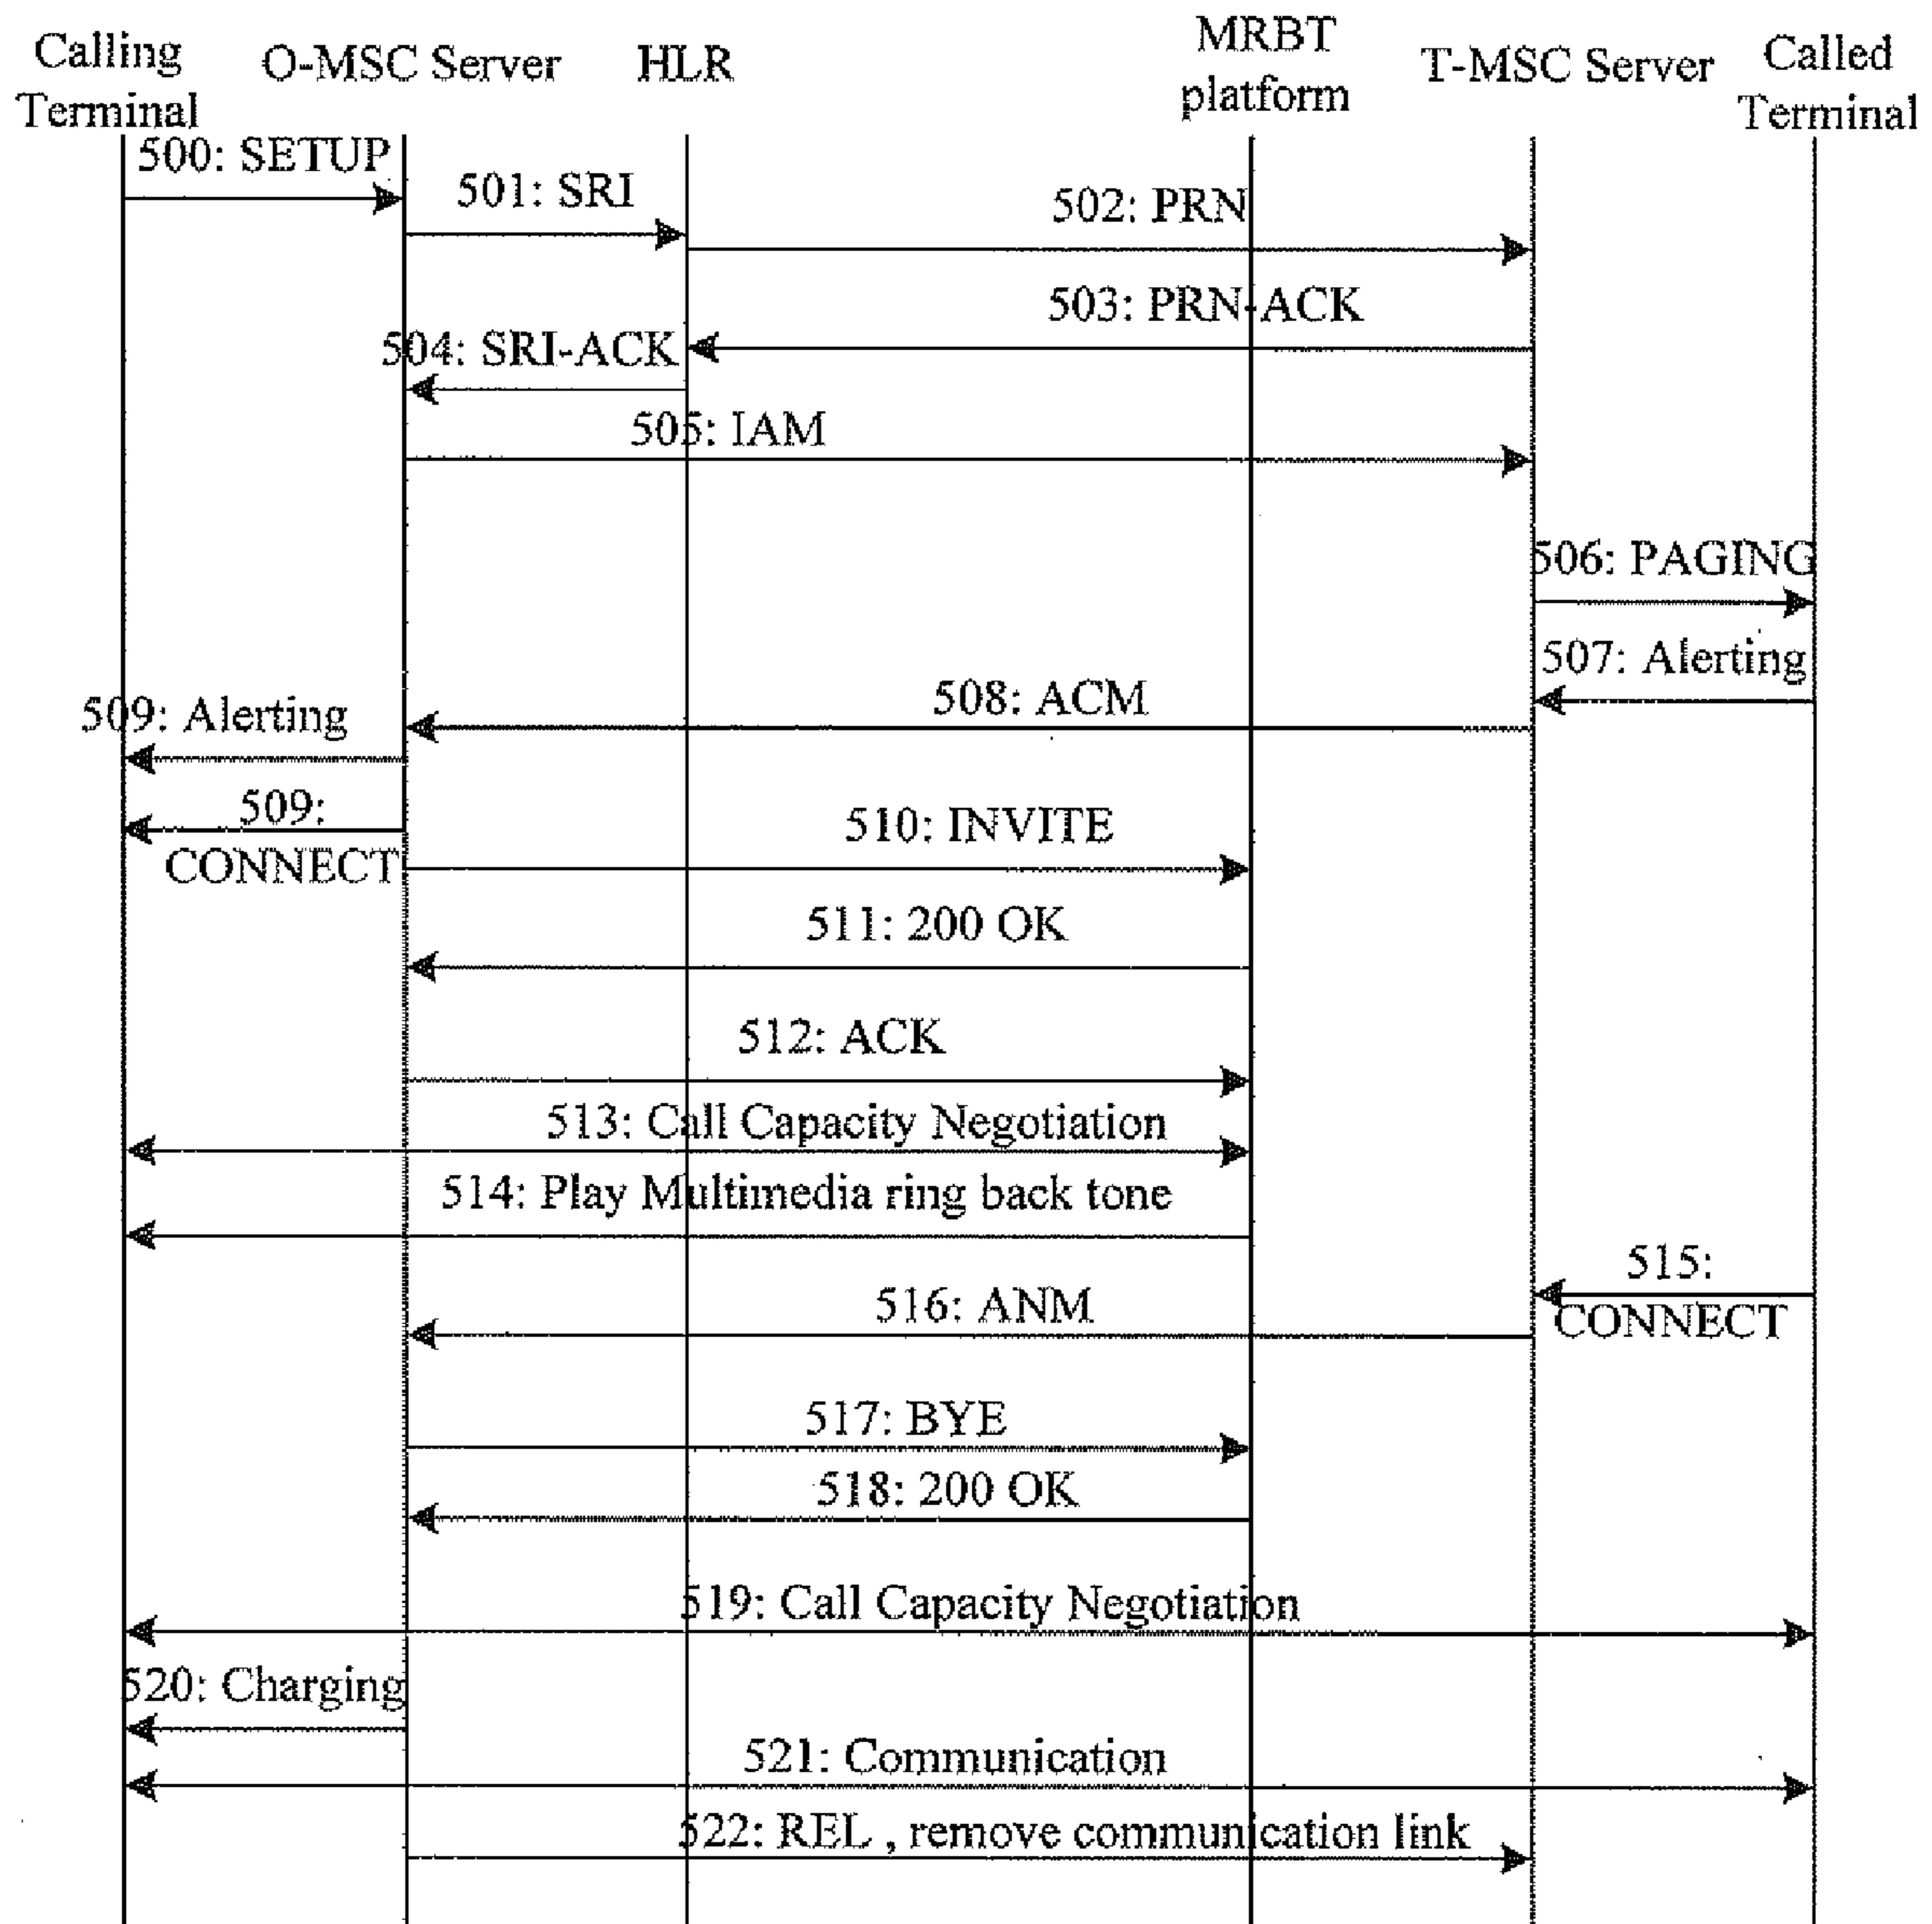 Calling
Terminal
O-MSC Server
HLR
MRBT
platform
T-MSC Server
Called
Terminal
500: SETUP
501: SRI
502: PRN
503: PRN-ACK
504: SRI-ACK
505: IAM
506: PAGING
507: Alerting
508: ACM
509: Alerting
509:
CONNECT
510: INVITE
511: 200 OK
512: ACK
513: Call Capacity Negotiation
514: Play Multimedia ring back tone
515:
CONNECT
516: ANM
517: BYE
518: 200 OK
519: Call Capacity Negotiation
520: Charging
521: Communication
522: REL , remove communication link